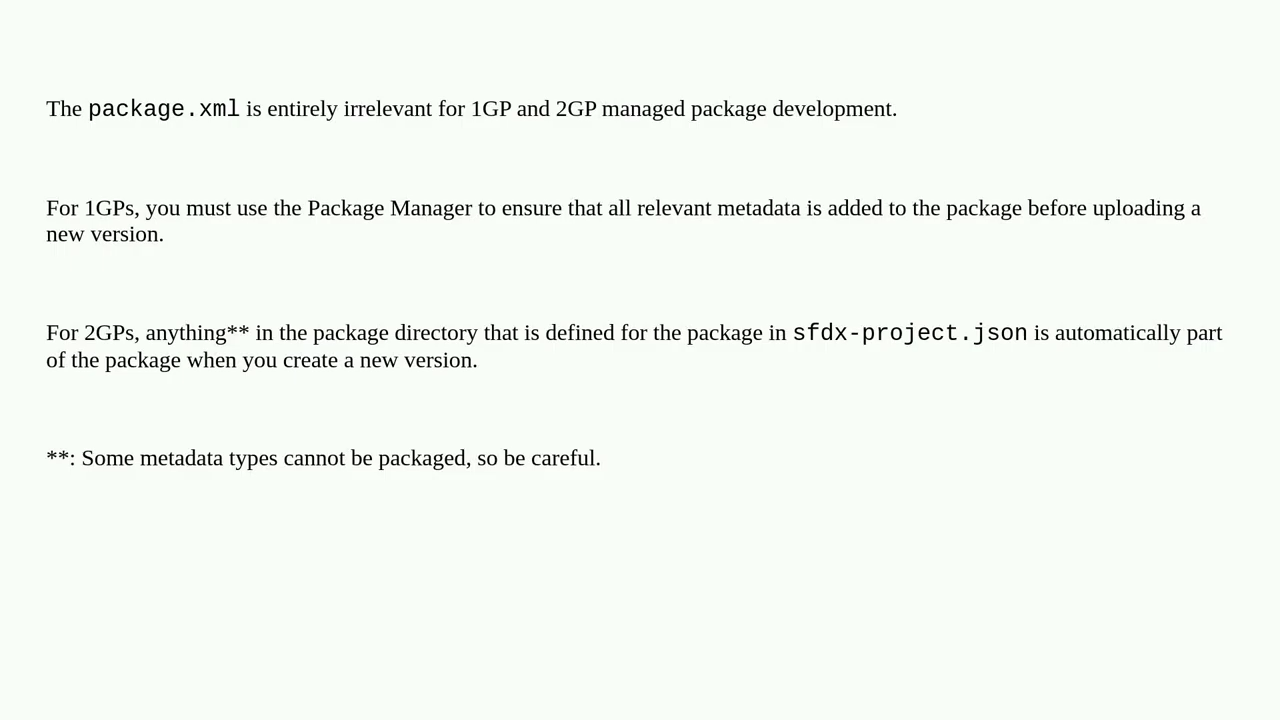 The package.xml is entirely irrelevant for 1GP and 2GP managed package development.
For 1GPs, you must use the Package Manager to ensure that all relevant metadata is added to the package before uploading a
new version.
For 2GPs, anything** in the package directory that is defined for the package in sfdx-project.json is automatically part
of the package when you create a new version.
**: Some metadata types cannot be packaged, so be careful.